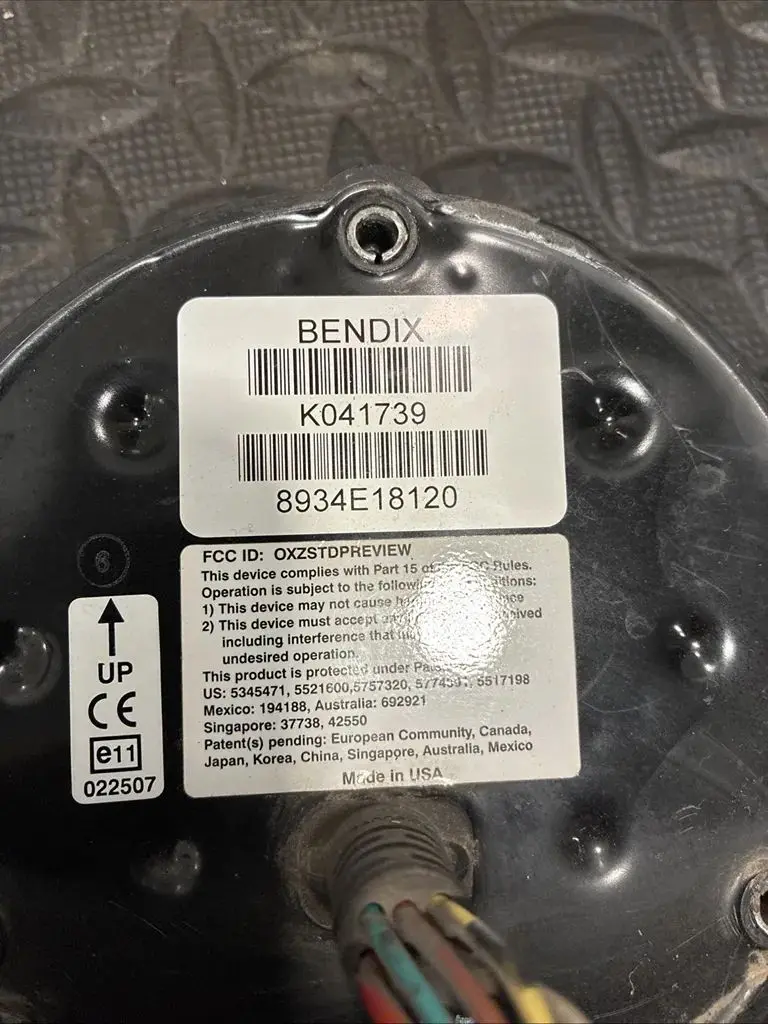 BENDIX
K041739
8934E18120
FCC ID: OXZSTDPREVIEW
This device complies with Part 15 Rules.
Operation is subject to the
1) This device may not cause
2) This device must accept
including interference that
undesired operation.
This product is protected under
US: 5345471, 5521600,5757320, 5517198
Mexico: 194188, Australia: 692921
Singapore: 37738, 42550
Patent(s) pending: European Community, Canada,
Japan, Korea, China, Singapore, Australia, Mexico
Made in USA
6
UP
CE
e11
022507